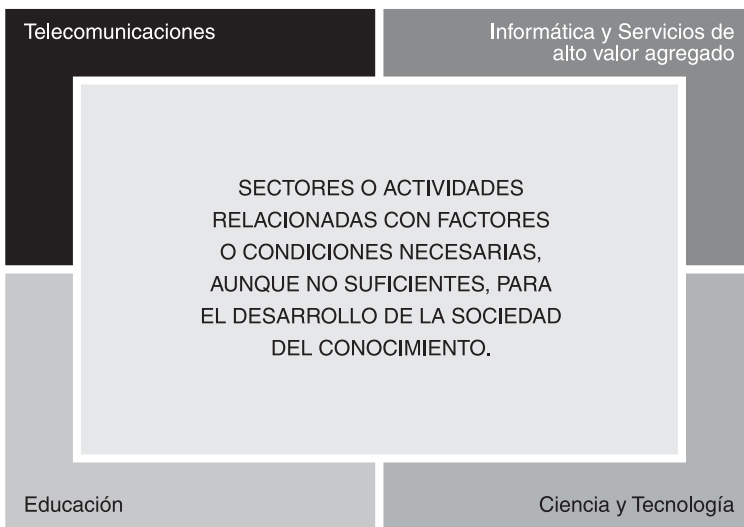 Telecomunicaciones
Informática y Servicios de
alto valor agregado
SECTORES O ACTIVIDADES
RELACIONADAS CON FACTORES
O CONDICIONES NECESARIAS,
AUNQUE NO SUFICIENTES, PARA
EL DESARROLLO DE LA SOCIEDAD
DEL CONOCIMIENTO.
Educación
Ciencia y Tecnología